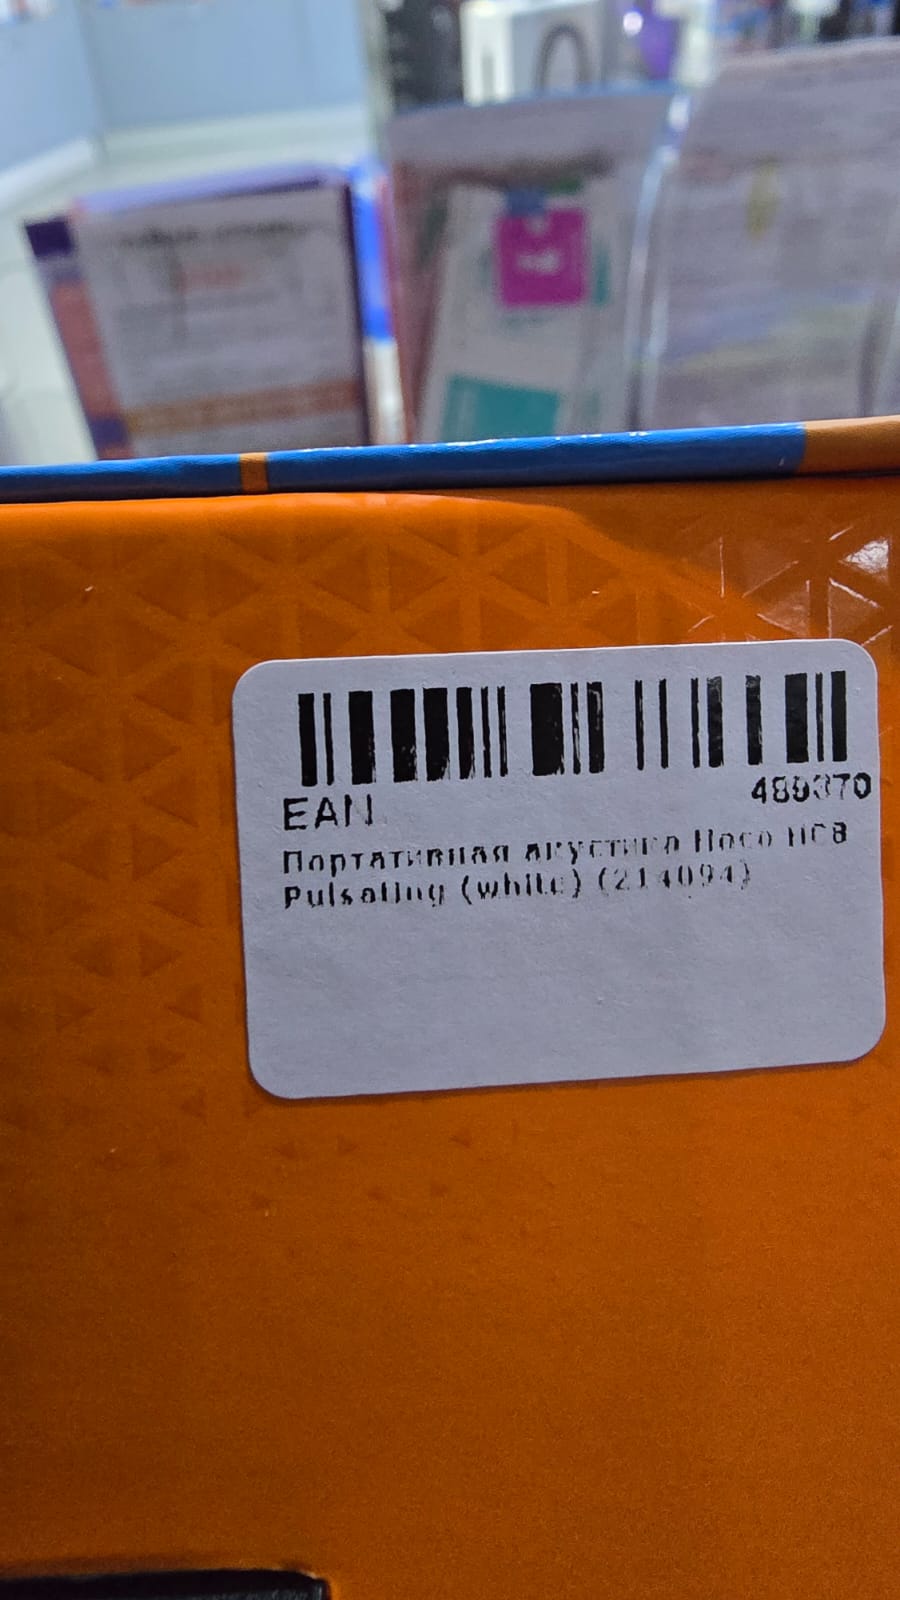 489370
EAN
Портативная акустика Hoco HC8
Pulsating (white) (214094)